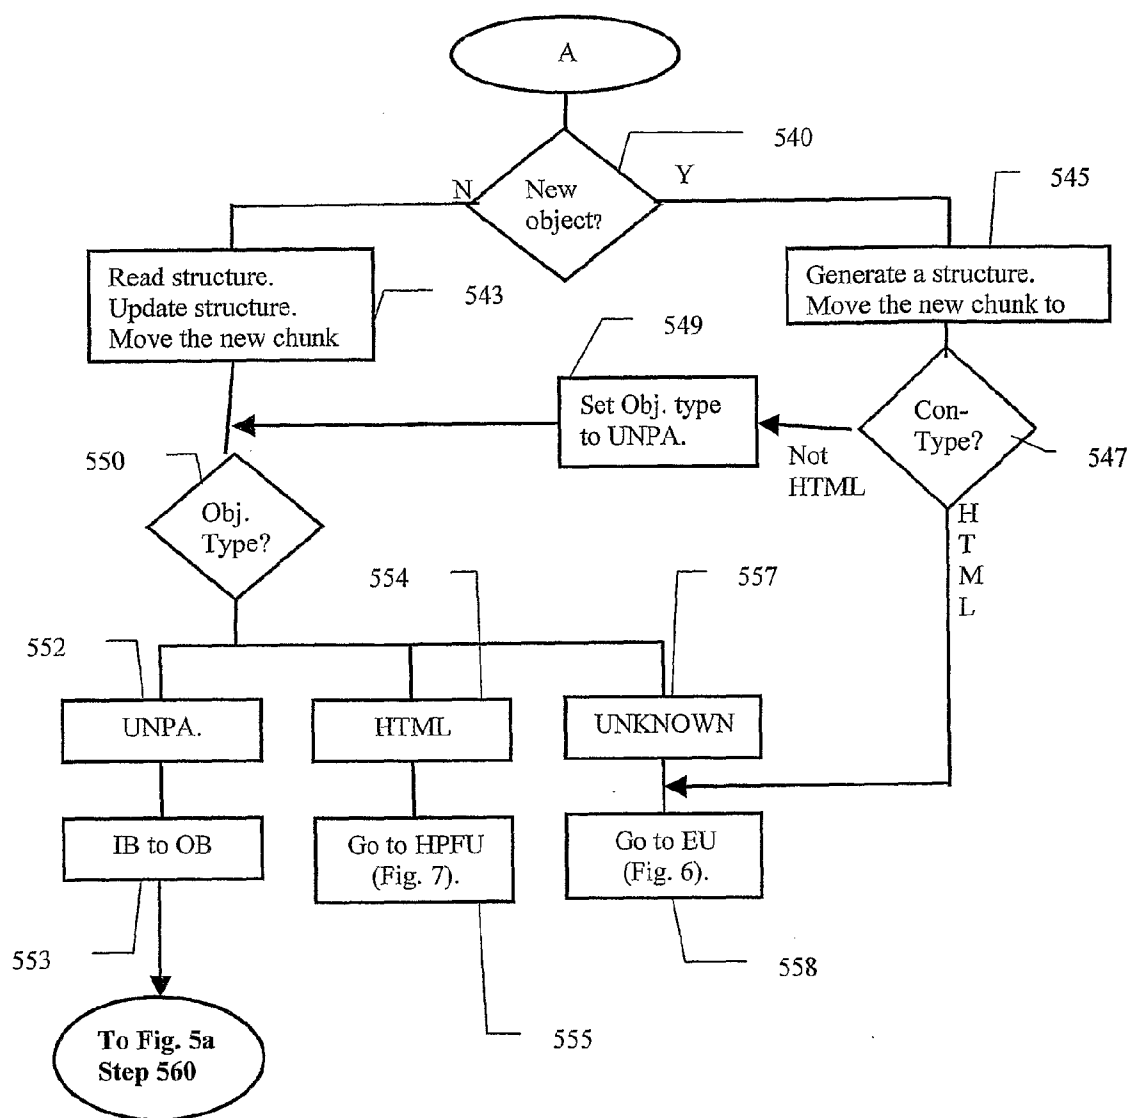 A
540
N
New
object?
Y
545
Read structure.
Update structure.
Move the new chunk
543
Generate a structure.
Move the new chunk to
549
Set Obj. type
to UNPA.
Con-
Type?
547
Not
HTML
H
T
M
L
550
Obj.
Type?
554
557
552
UNPA.
HTML
UNKNOWN
IB to OB
Go to HPFU
(Fig. 7).
Go to EU
(Fig. 6).
553
555
558
To Fig. 5a
Step 560